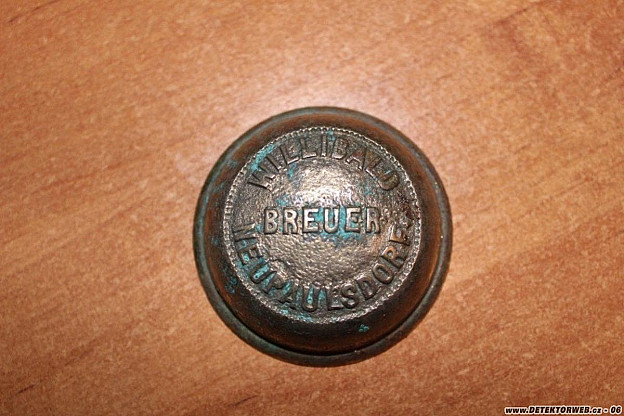 WILLIBALD
BREUER
NEUPAULSDORF
www.DETEKTORWEB.cz - 06